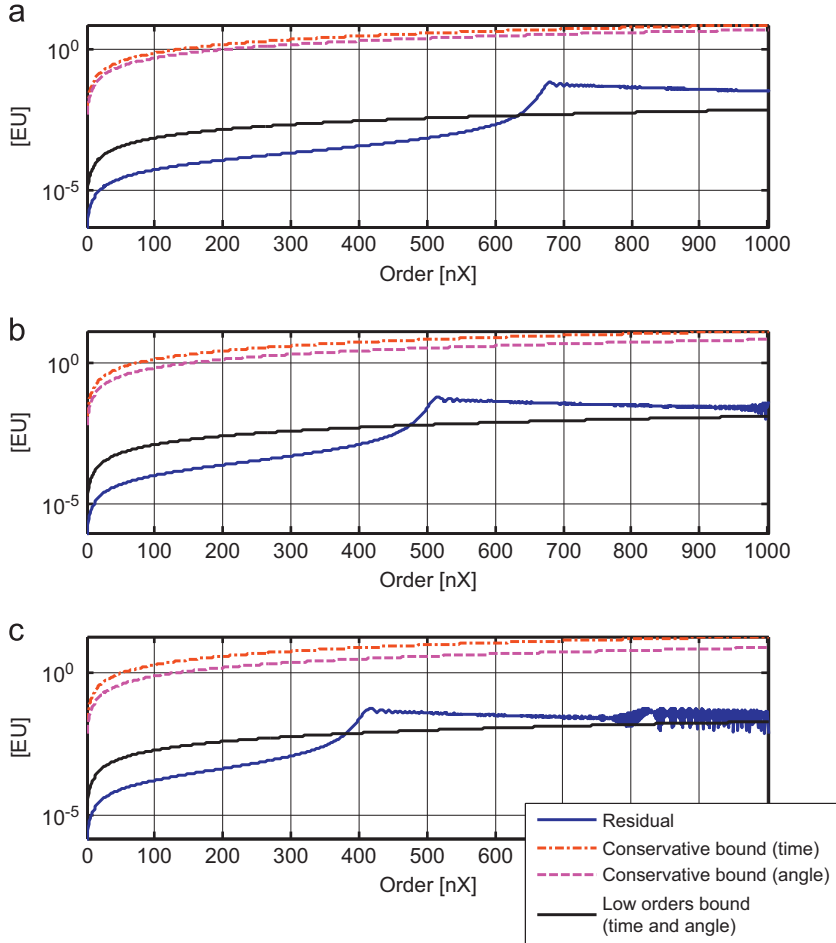 a
10^0
[EU]
10^-5
0 100 200 300 400 500 600 700 800 900 1000
Order [nX]
b
10^0
[EU]
10^-5
0 100 200 300 400 500 600 700 800 900 1000
Order [nX]
c
10^0
[EU]
10^-5
0 100 200 300 400 500 600
Order [nX]
Residual
Conservative bound (time)
Conservative bound (angle)
Low orders bound
(time and angle)